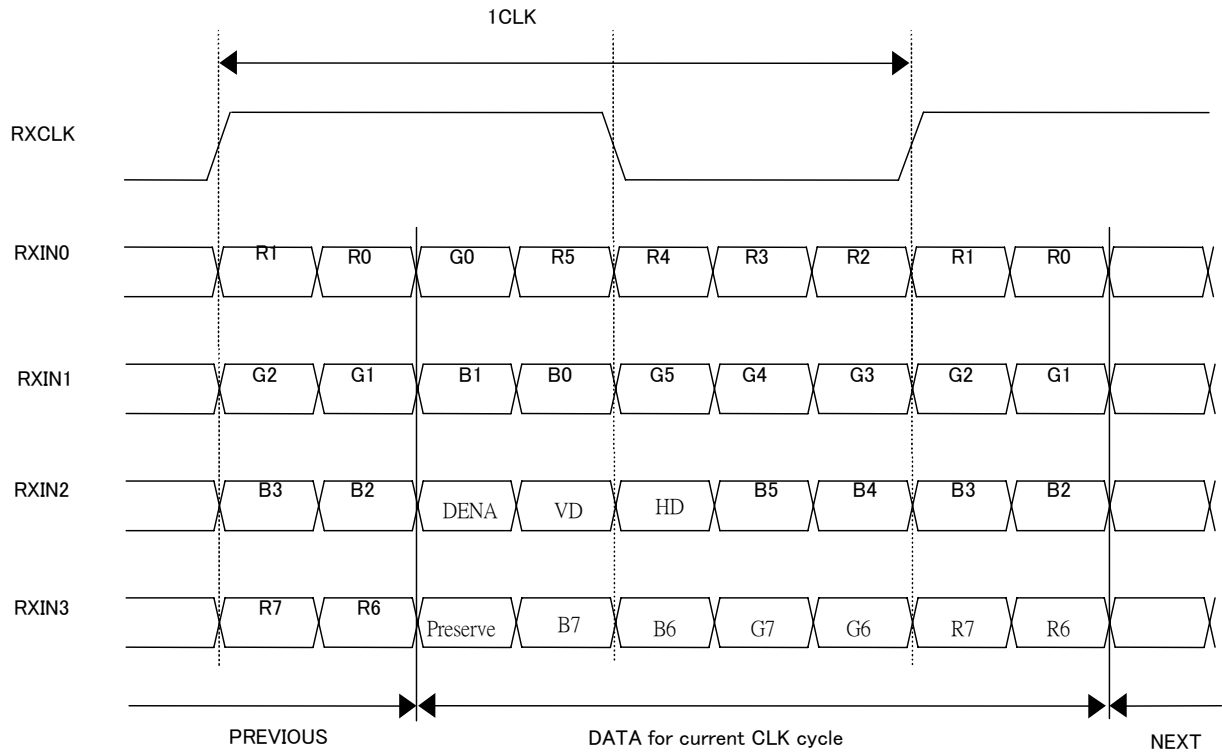 1CLK
RXCLK
RXIN0 R1 R0 G0 R5 R4 R3 R2 R1 R0
RXIN1 G2 G1 B1 B0 G5 G4 G3 G2 G1
RXIN2 B3 B2 DENA VD HD B5 B4 B3 B2
RXIN3 R7 R6 Preserve B7 B6 G7 G6 R7 R6
PREVIOUS DATA for current CLK cycle NEXT